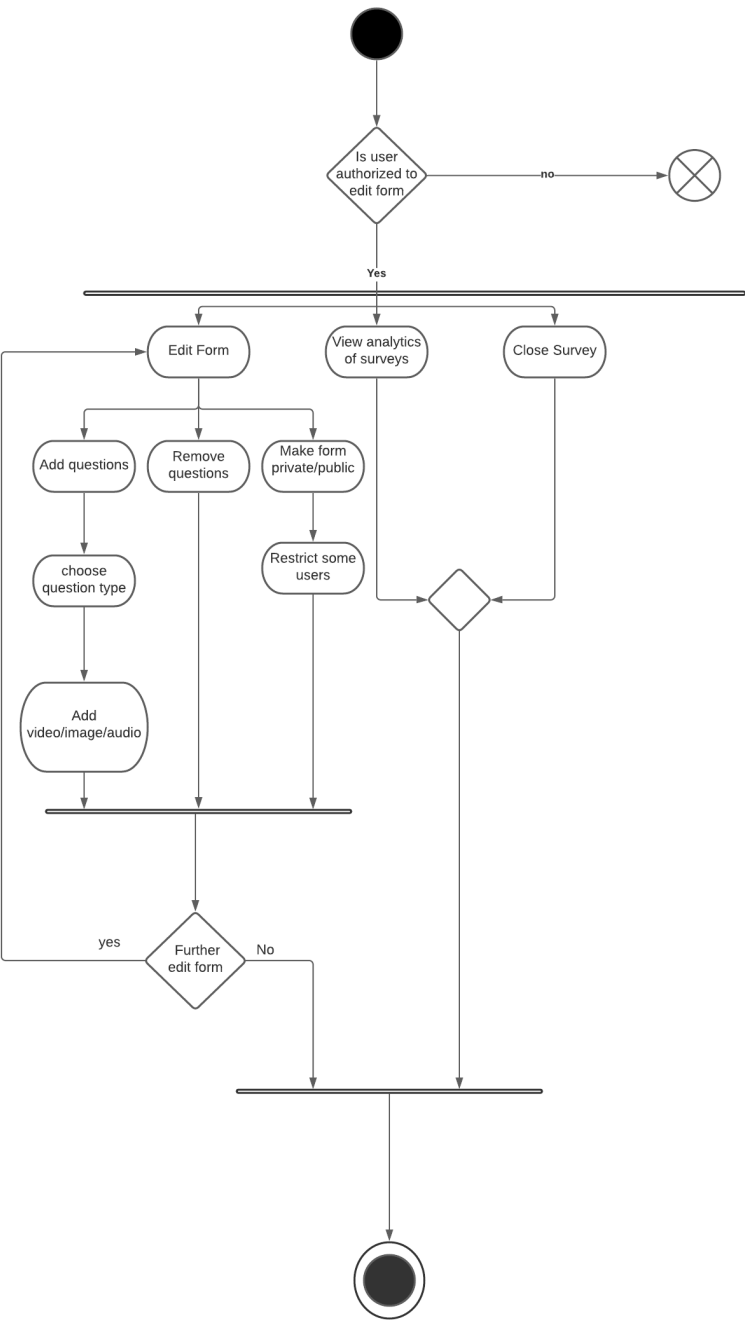 Is user
authorized to
edit form
no
Yes
Edit Form
View analytics
of surveys
Close Survey
Add questions
Remove
questions
Make form
private/public
choose
question type
Restrict some
users
Add
video/image/audio
yes
Further
edit form
No